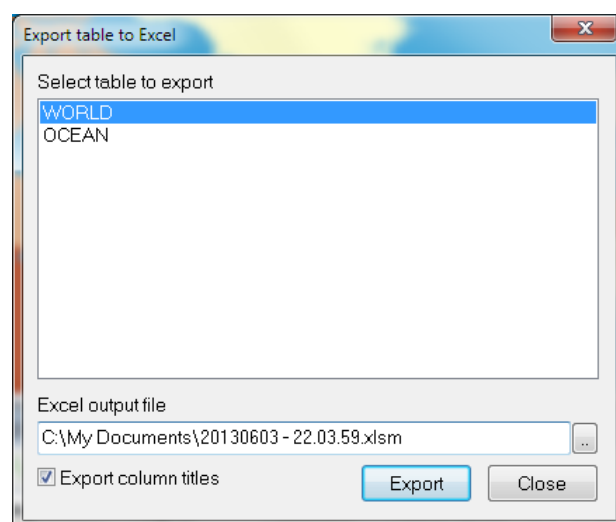 Export table to Excel
Select table to export
WORLD
OCEAN
Excel output file
C:\My Documents\20130603 - 22.03.59.xlsm
..
Export column titles
Export
Close